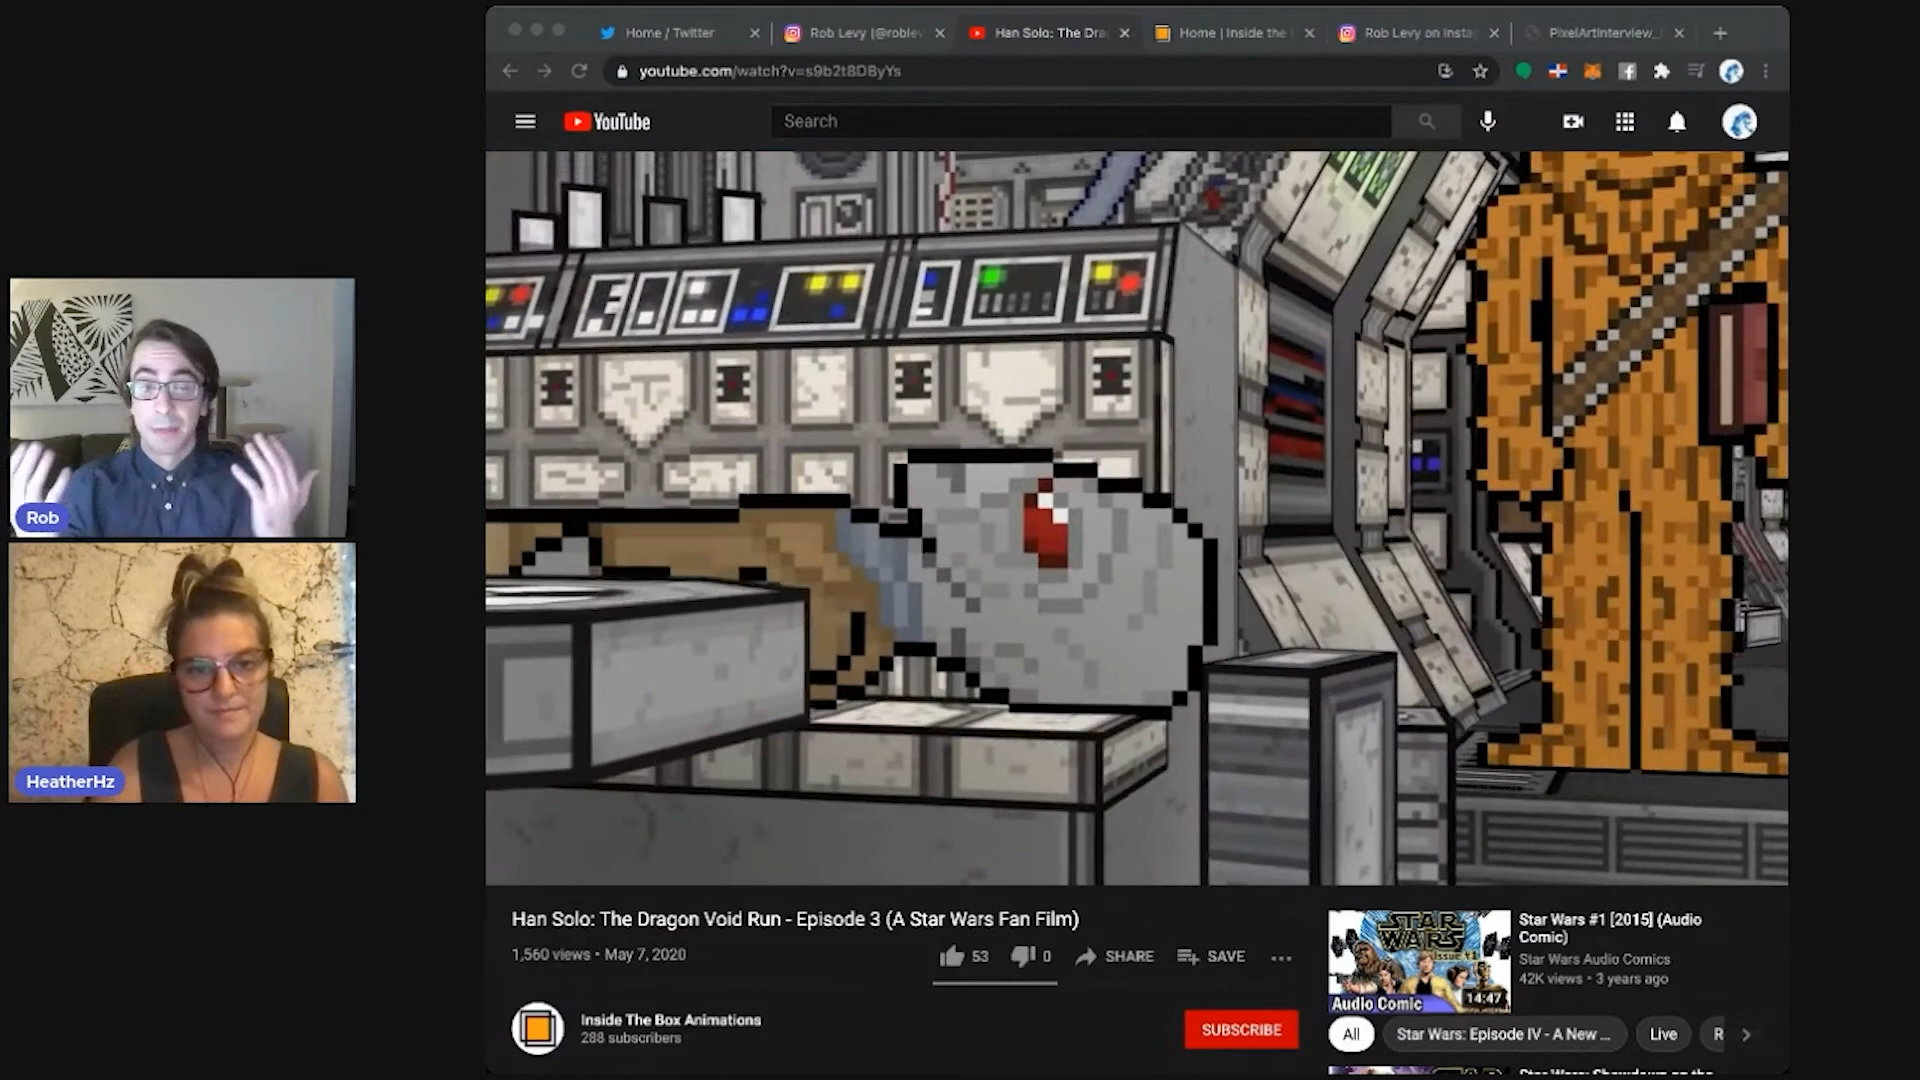 Home / Twitter
Rob Levy (@roblev
Han Solo: The Dra
Home | Inside the
Rob Levy on Insta
PixelArtInterview_
youtube.com/watch?v=s9b2t8DByYs
YouTube
Search
Rob
HeatherHz
Han Solo: The Dragon Void Run - Episode 3 (A Star Wars Fan Film)
1,560 views • May 7, 2020
53
0
SHARE
SAVE
Inside The Box Animations
288 subscribers
SUBSCRIBE
STAR WARS
Issue #1
Audio Comic
14:47
Star Wars #1 [2015] (Audio
Comic)
Star Wars Audio Comics
42K views • 3 years ago
All
Star Wars: Episode IV - A New ...
Live
R